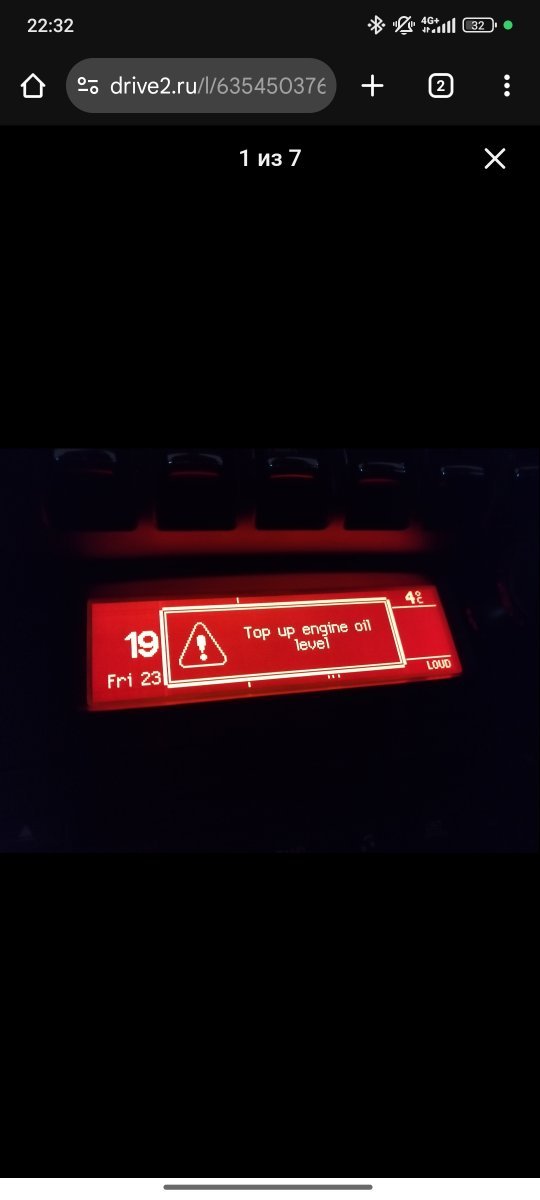 22:32
4G+
32
drive2.ru/l/635450376
2
1 из 7
4°C
Top up engine oil
level
19
Fri 23
LOUD